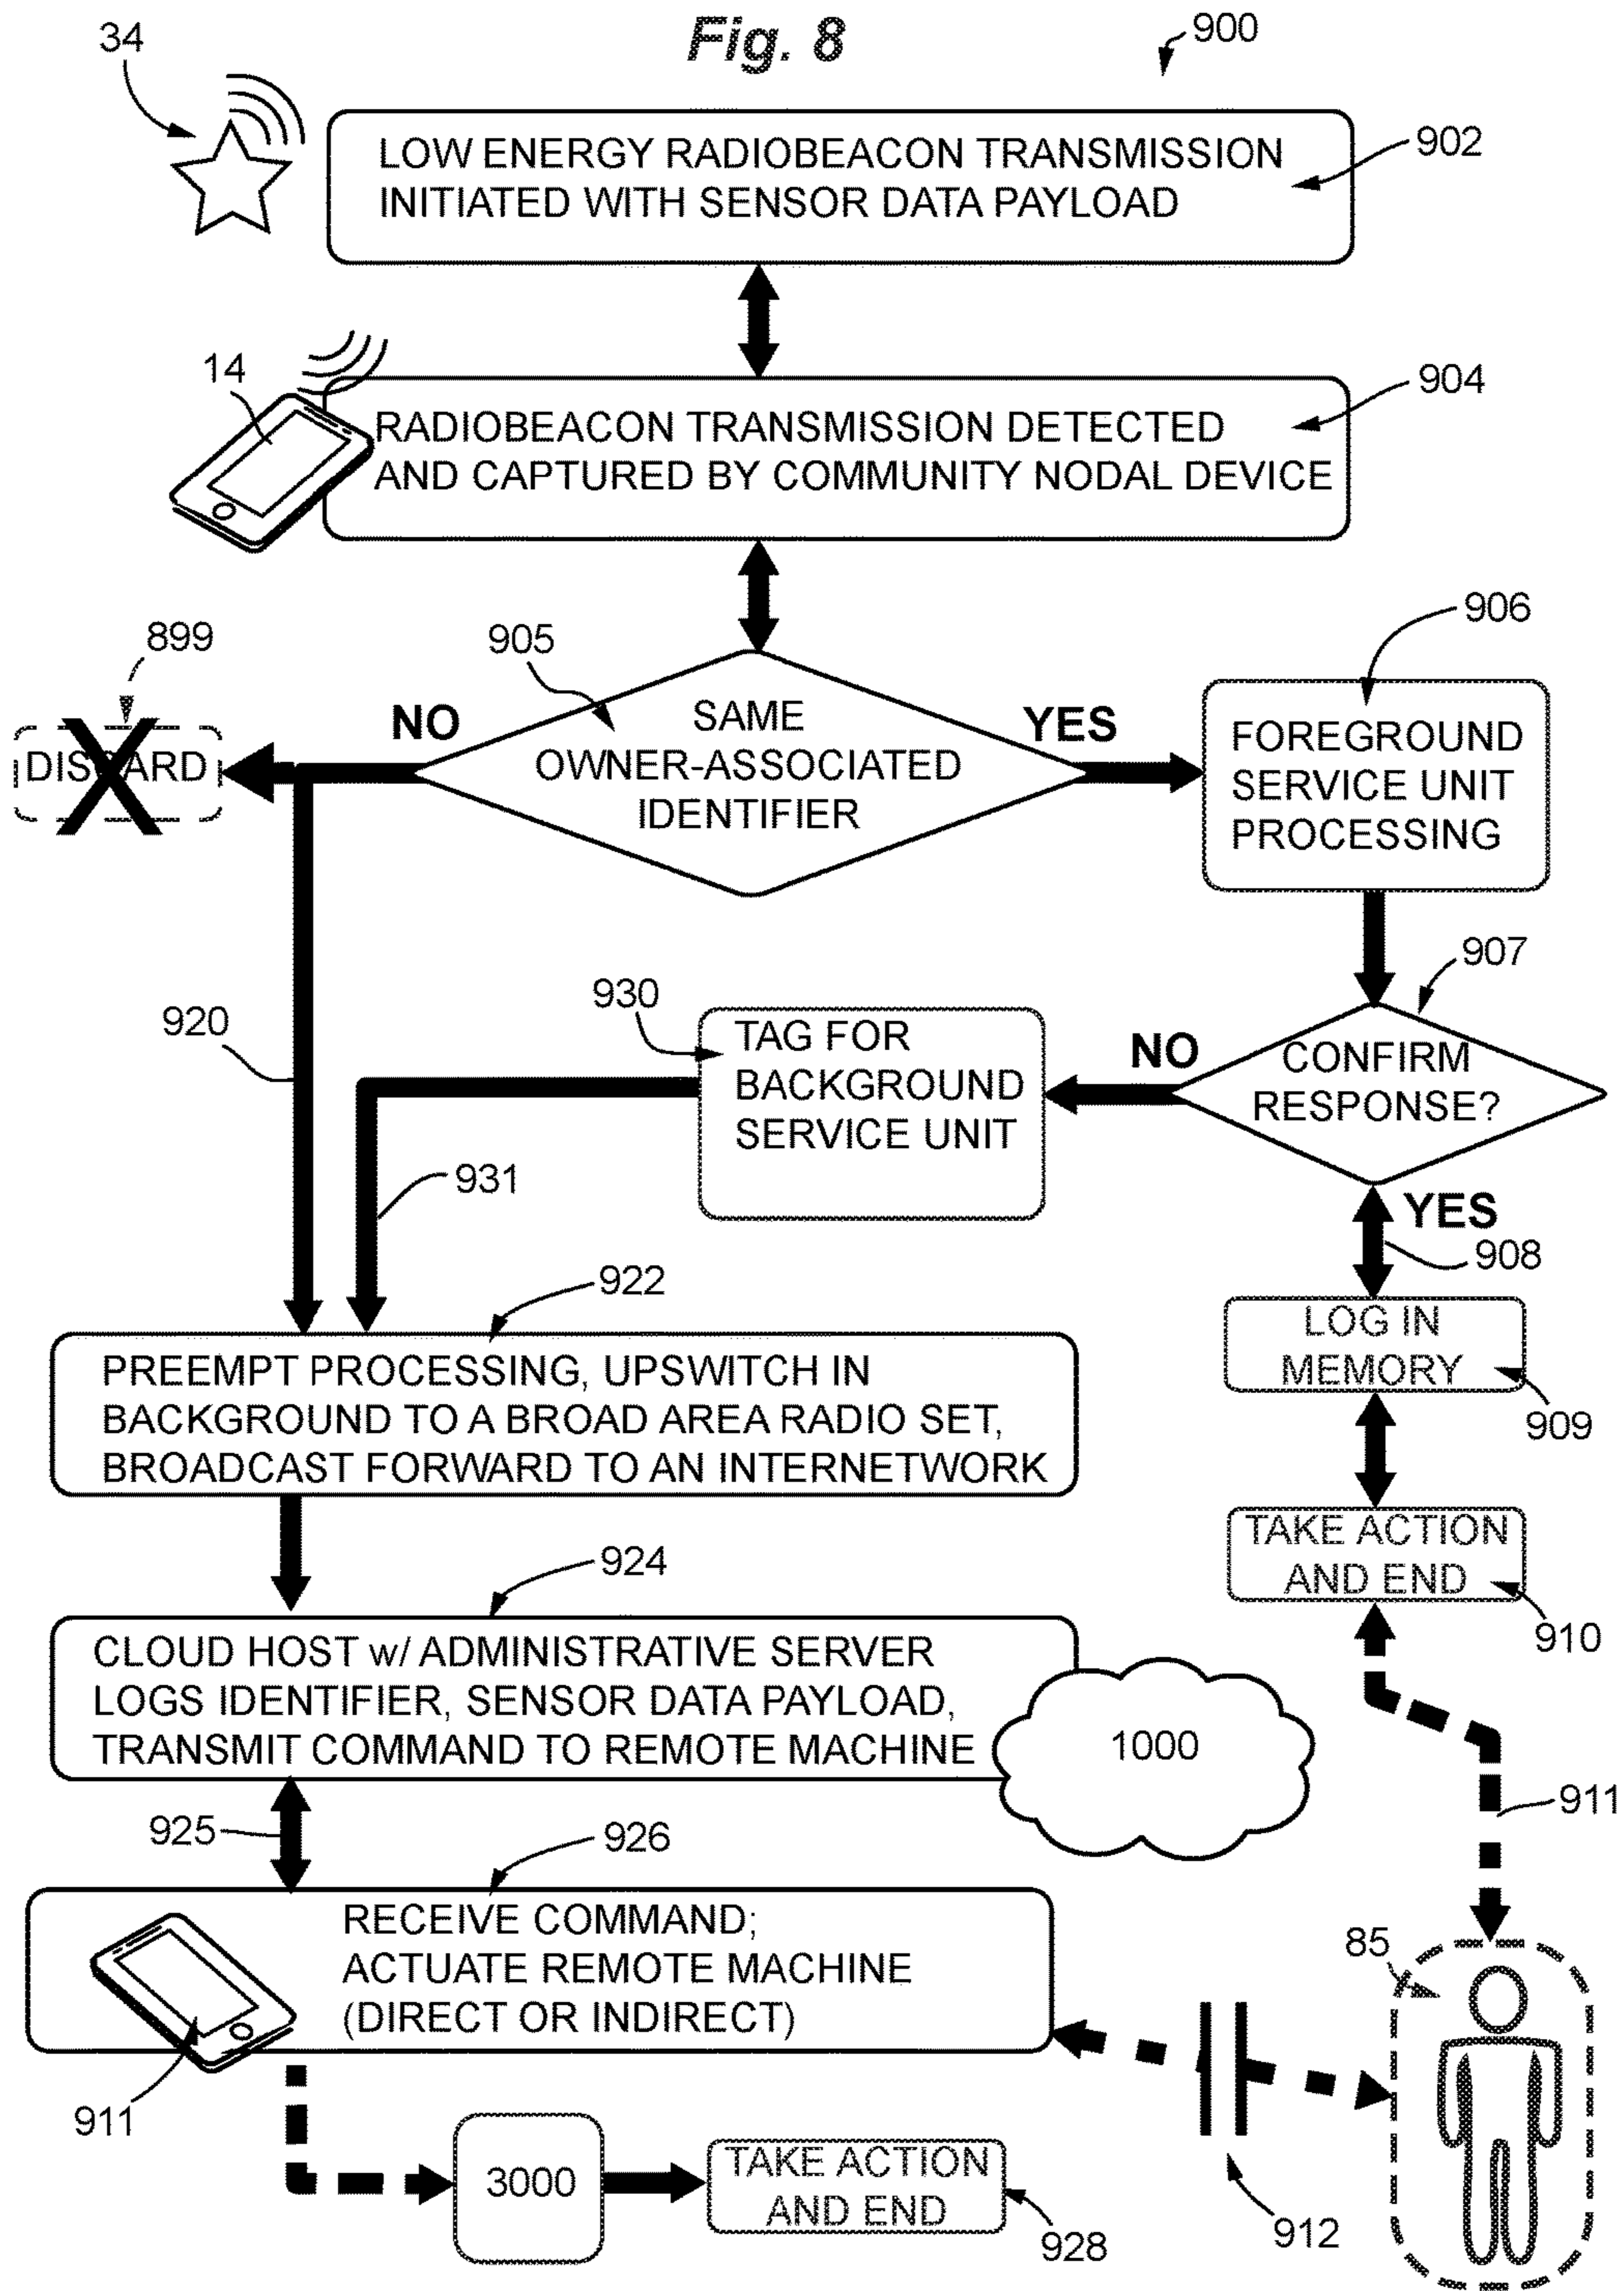 Fig. 8
900
34
902
LOW ENERGY RADIOBEACON TRANSMISSION
INITIATED WITH SENSOR DATA PAYLOAD
14
904
RADIOBEACON TRANSMISSION DETECTED
AND CAPTURED BY COMMUNITY NODAL DEVICE
906
899
905
NO
SAME
OWNER-ASSOCIATED
IDENTIFIER
YES
DISCARD
FOREGROUND
SERVICE UNIT
PROCESSING
907
930
920
TAG FOR
BACKGROUND
SERVICE UNIT
NO
CONFIRM
RESPONSE?
931
YES
908
922
LOG IN
MEMORY
909
PREEMPT PROCESSING, UPSWITCH IN
BACKGROUND TO A BROAD AREA RADIO SET,
BROADCAST FORWARD TO AN INTERNETWORK
TAKE ACTION
AND END
910
924
CLOUD HOST w/ ADMINISTRATIVE SERVER
LOGS IDENTIFIER, SENSOR DATA PAYLOAD,
TRANSMIT COMMAND TO REMOTE MACHINE
1000
911
925
926
RECEIVE COMMAND;
ACTUATE REMOTE MACHINE
(DIRECT OR INDIRECT)
85
911
3000
TAKE ACTION
AND END
928
912